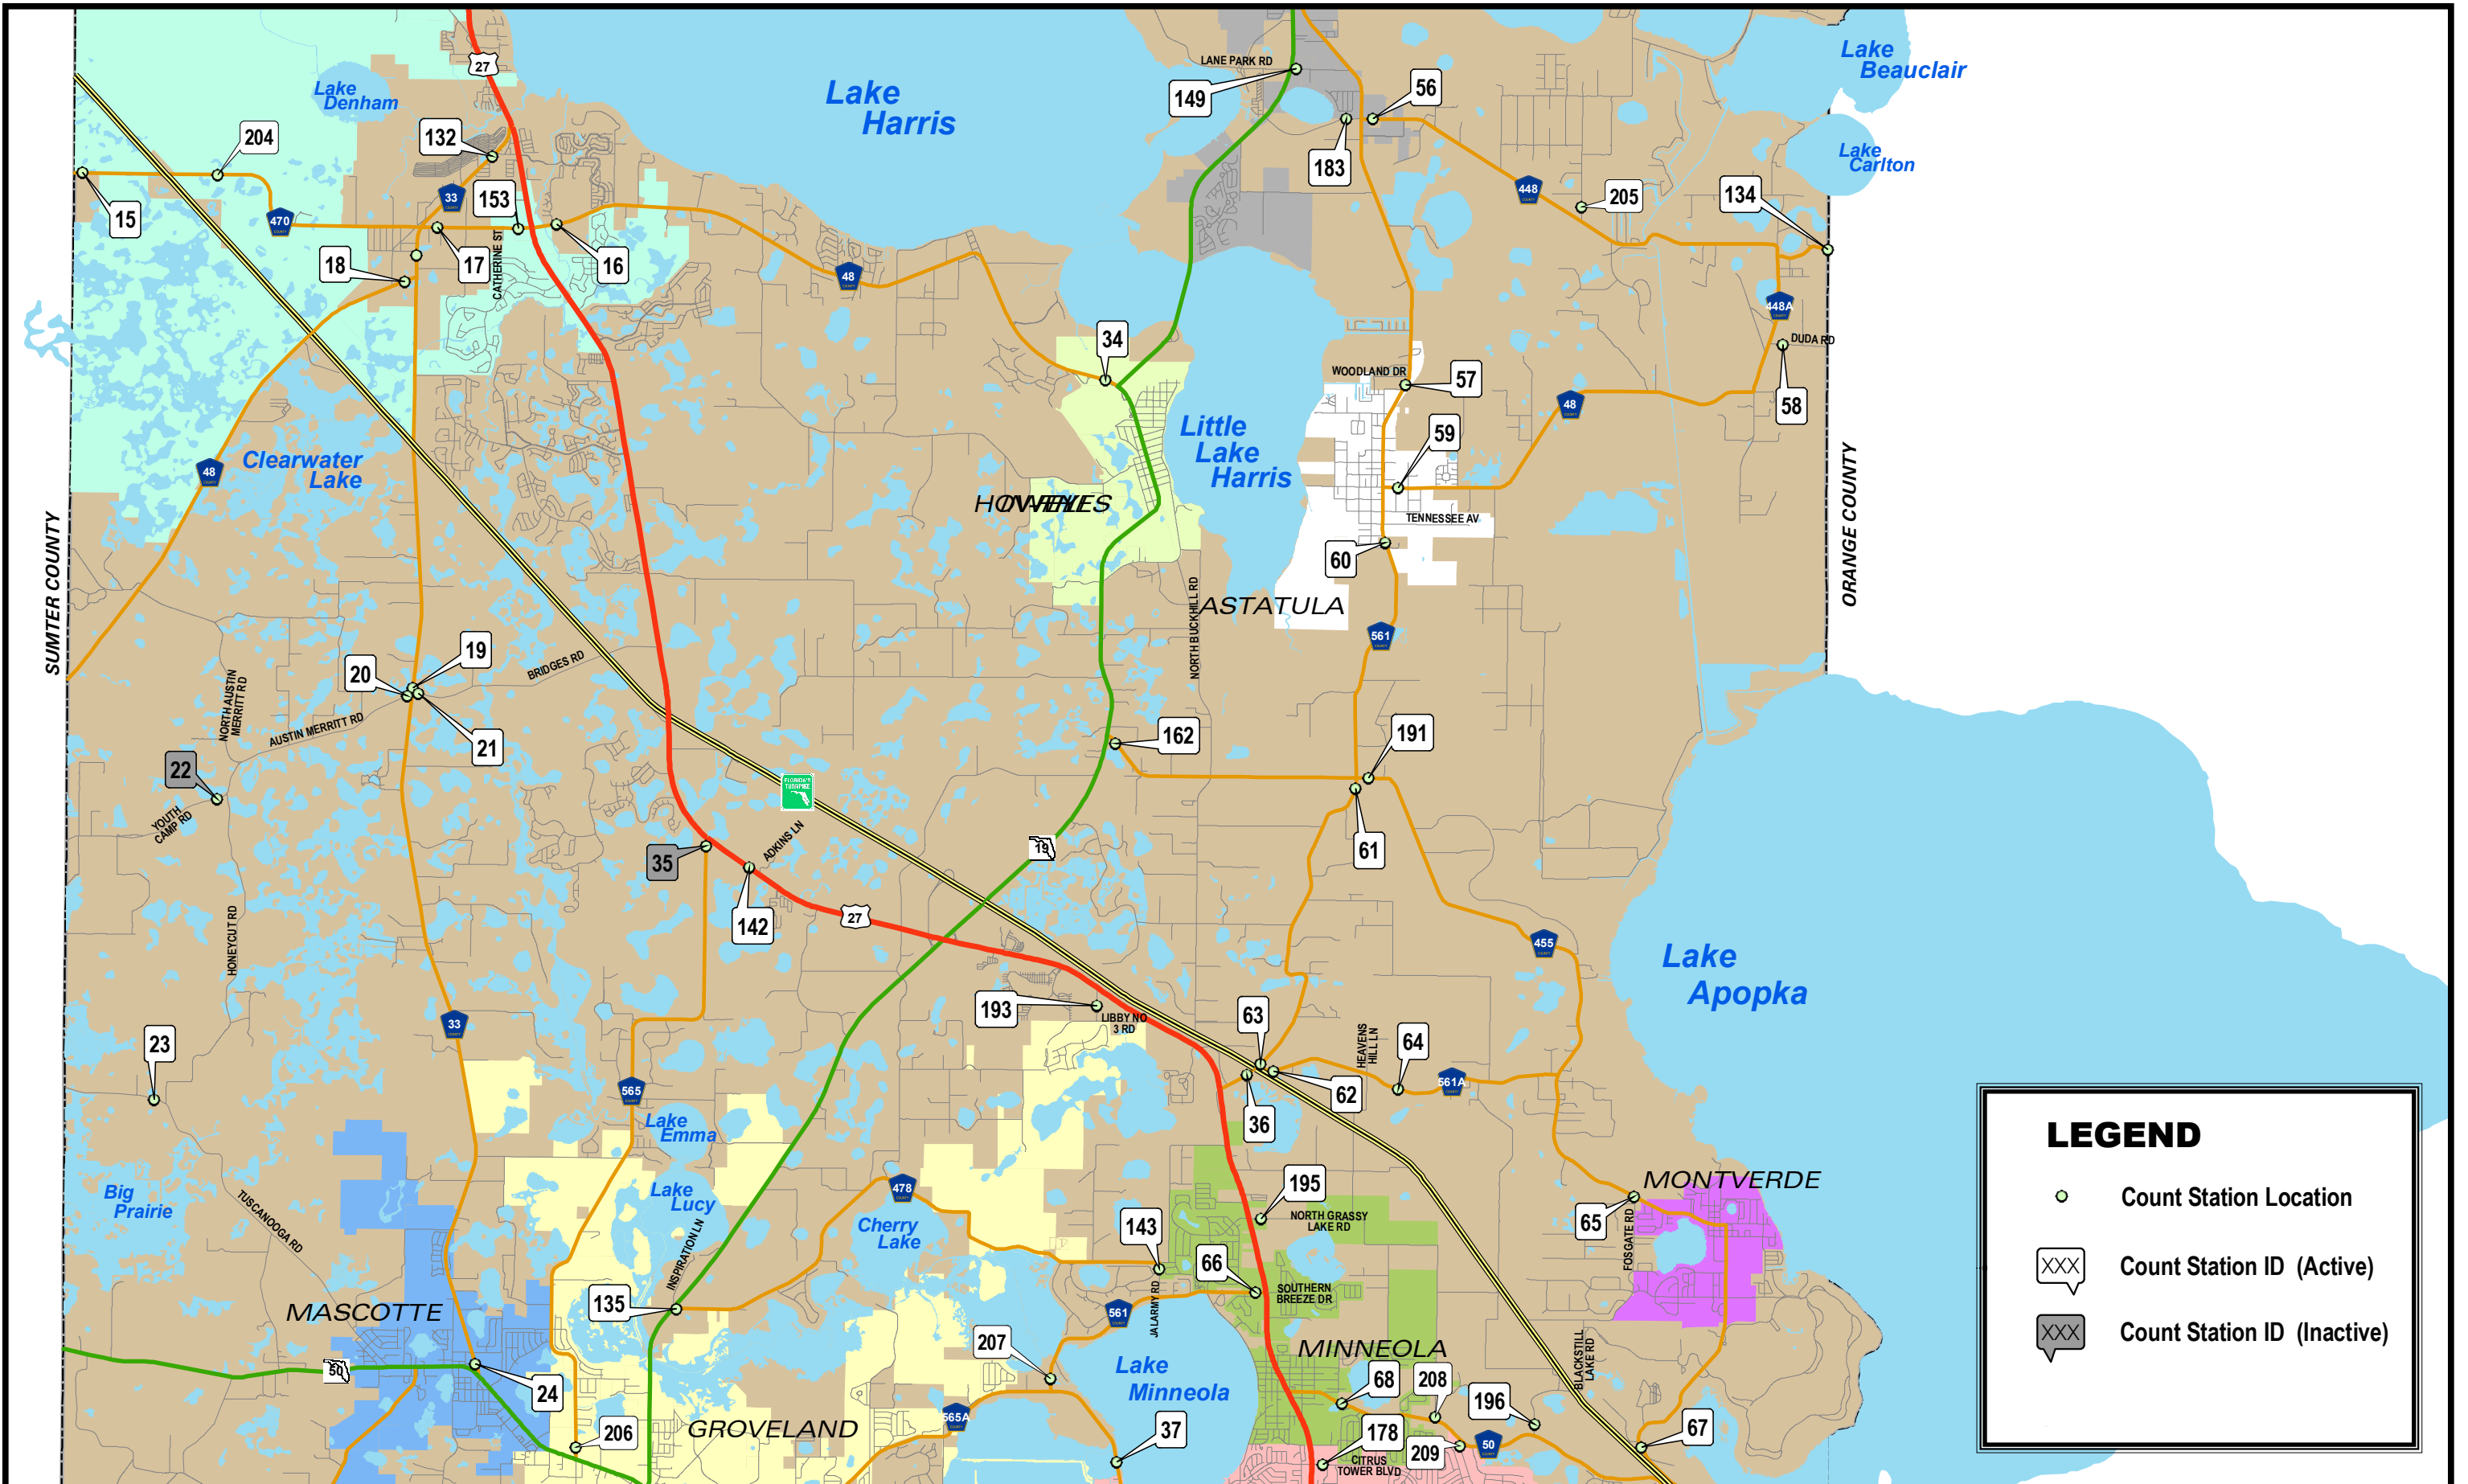 27
LANE PARK RD
Lake
Beauclair
Lake
Denham
Lake
Harris
149
56
204
132
183
Lake
Carlton
33
153
448
205
134
15
470
CATHERINE ST
18
17
16
48
448A
34
DUDA RD
WOODLAND DR
57
58
48
Little
Lake
Harris
59
Clearwater
Lake
48
ORANGE COUNTY
SUMTER COUNTY
TENNESSEE AV
60
NORTH BUCKHILL RD
ASTATULA
561
19
20
BRIDGES RD
NORTH AUSTIN
MERRITT RD
AUSTIN MERRITT RD
21
22
162
191
FLORIDA'S
TURNPIKE
YOUTH
CAMP RD
ADKINS LN
35
19
61
142
27
HONEYCUT RD
455
Lake
Apopka
193
LIBBY NO
3 RD
33
63
HEAVENS
HILL LN
64
23
565
561A
62
36
Lake
Emma
LEGEND
Count Station Location
XXX Count Station ID (Active)
XXX Count Station ID (Inactive)
Big
Prairie
TUSCANOOGA RD
Lake
Lucy
478
195
MONTVERDE
NORTH GRASSY
LAKE RD
65
FOSGATE RD
Cherry
Lake
INSPIRATION LN
143
66
135
SOUTHERN
BREEZE DR
JALARMY RD
561
MASCOTTE
207
MINNEOLA
BLACKSTILL
LAKE RD
50
Lake
Minneola
24
68
208
196
GROVELAND
565A
206
37
178
209
50
67
CITRUS
TOWER BLVD